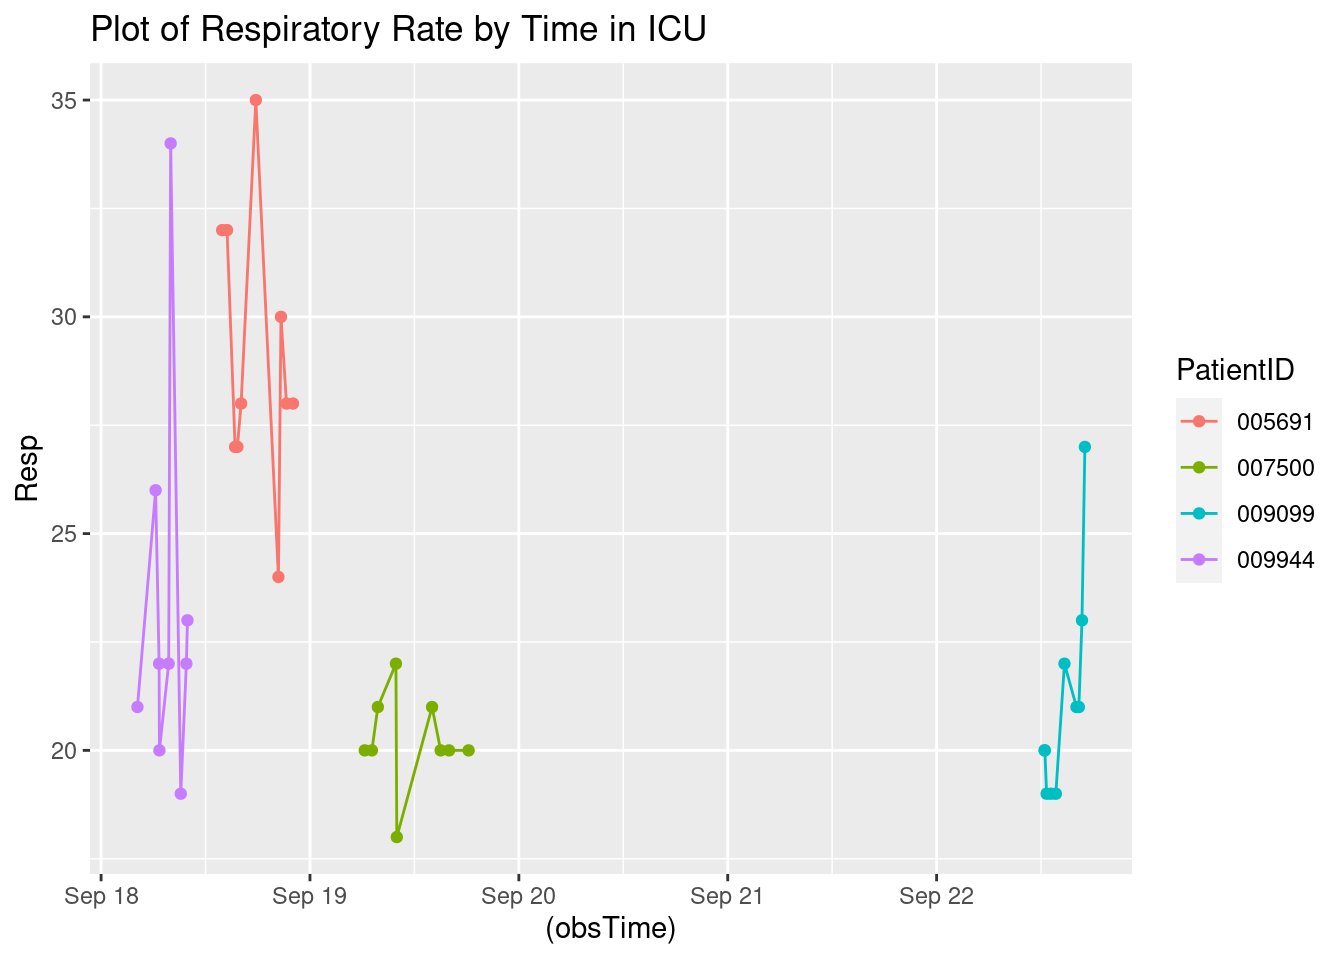 Plot of Respiratory Rate by Time in ICU
35
30
25
20
Resp
Sep 18
Sep 19
Sep 20
Sep 21
Sep 22
(obsTime)
PatientID
005691
007500
009099
009944